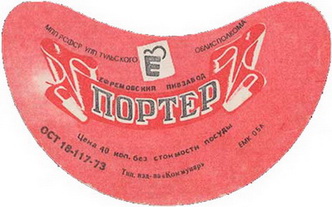 МПО РСФСР УПП ТУЛЬСКОГО ОБЛИСПОЛКОМА
Е
ЕФРЕМОВСКИЙ ПИВЗАВОД
ПОРТЕР
ОСТ 18-117-73
Цена 40 коп. без стоимости посуды
ЕМК 0,5 л
Тип. изд-ва «Коммунар»